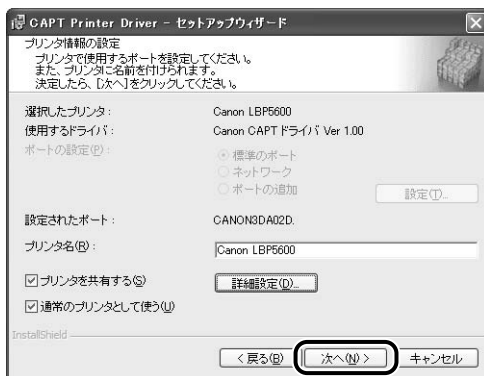 CAPT Printer Driver - セットアップウィザード
プリンタ情報の設定
プリンタで使用するポートを設定してください。
また、プリンタに名前を付けられます。
決定したら、[次へ]をクリックしてください。
選択したプリンタ: Canon LBP5600
使用するドライバ: Canon CAPT ドライバ Ver 1.00
ポートの設定(P): 標準のポート
ネットワーク
ポートの追加 設定(T)...
設定されたポート: CANON3DA02D.
プリンタ名(R): Canon LBP5600
プリンタを共有する(S) 詳細設定(D)...
通常のプリンタとして使う(U)
InstallShield
< 戻る(B) 次へ(N) > キャンセル